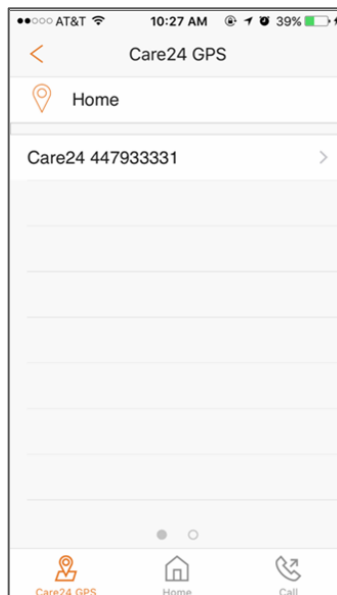 AT&T 10:27 AM 39%
Care24 GPS
Home
Care24 447933331
Care24 GPS Home Call